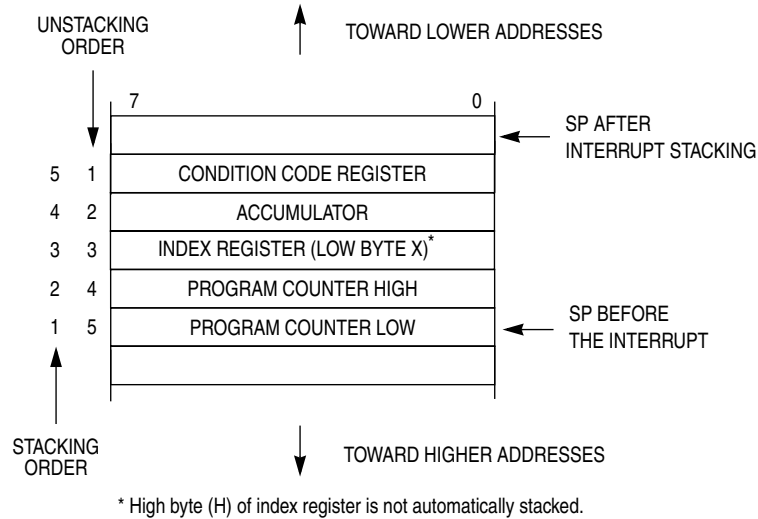 UNSTACKING
ORDER
TOWARD LOWER ADDRESSES
7 0
SP AFTER
INTERRUPT STACKING
5 1 CONDITION CODE REGISTER
4 2 ACCUMULATOR
3 3 INDEX REGISTER (LOW BYTE X)*
2 4 PROGRAM COUNTER HIGH
1 5 PROGRAM COUNTER LOW
SP BEFORE
THE INTERRUPT
STACKING
ORDER
TOWARD HIGHER ADDRESSES
* High byte (H) of index register is not automatically stacked.